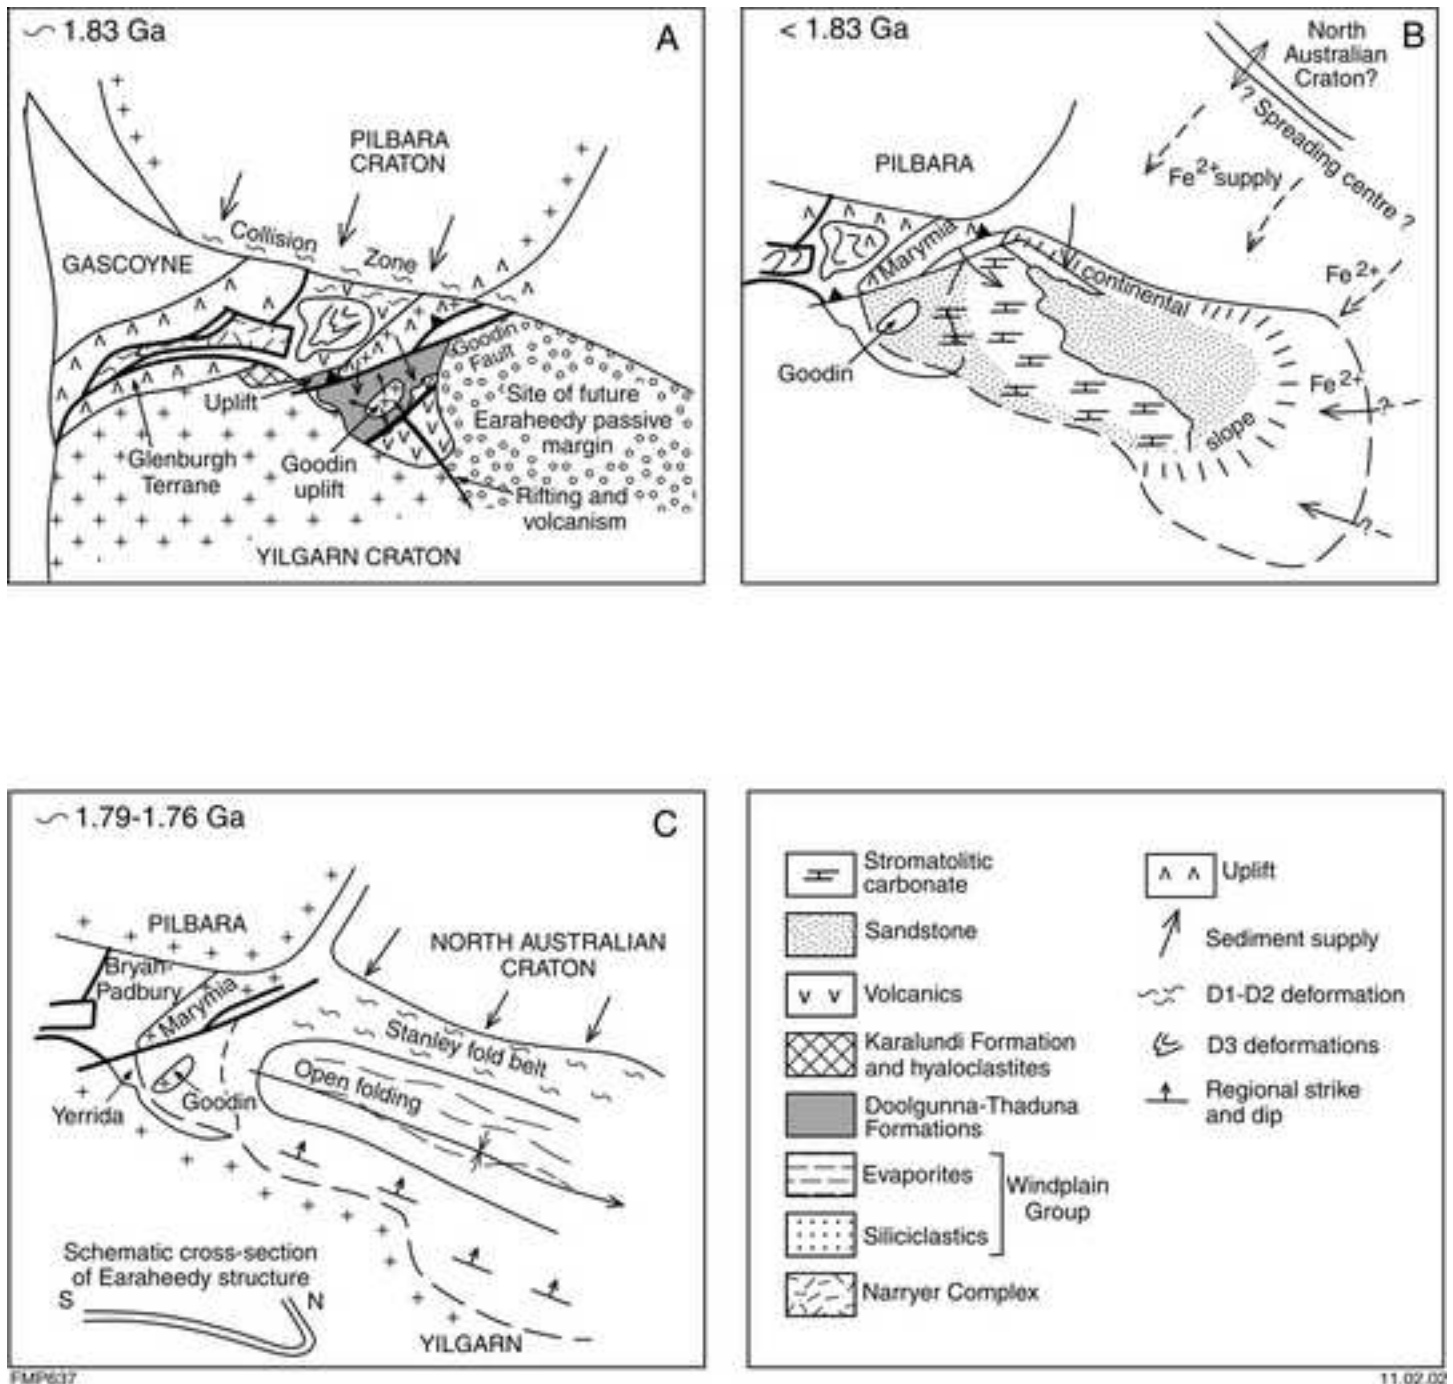 ~ 1.83 Ga
A
PILBARA
CRATON
Collision
Zone
GASCOYNE
Goodin
Fault
Uplift
Site of future
Earaheedy passive
margin
Glenburgh
Terrane
Goodin
uplift
Rifting and
volcanism
YILGARN CRATON
< 1.83 Ga
B
North
Australian
Craton?
? Spreading centre ?
PILBARA
Fe2+ supply
Marymia
continental
Fe2+
Goodin
Fe2+
?
slope
?
~ 1.79-1.76 Ga
C
PILBARA
NORTH AUSTRALIAN
CRATON
Bryah-
Padbury
Marymia
Stanley fold belt
Open folding
Goodin
Yerrida
Schematic cross-section
of Earaheedy structure
S
N
YILGARN
Stromatolitic
carbonate
Sandstone
Volcanics
Karalundi Formation
and hyaloclastites
Doolgunna-Thaduna
Formations
Evaporites
Windplain
Group
Siliciclastics
Narryer Complex
Uplift
Sediment supply
D1-D2 deformation
D3 deformations
Regional strike
and dip
FMP637
11.02.02